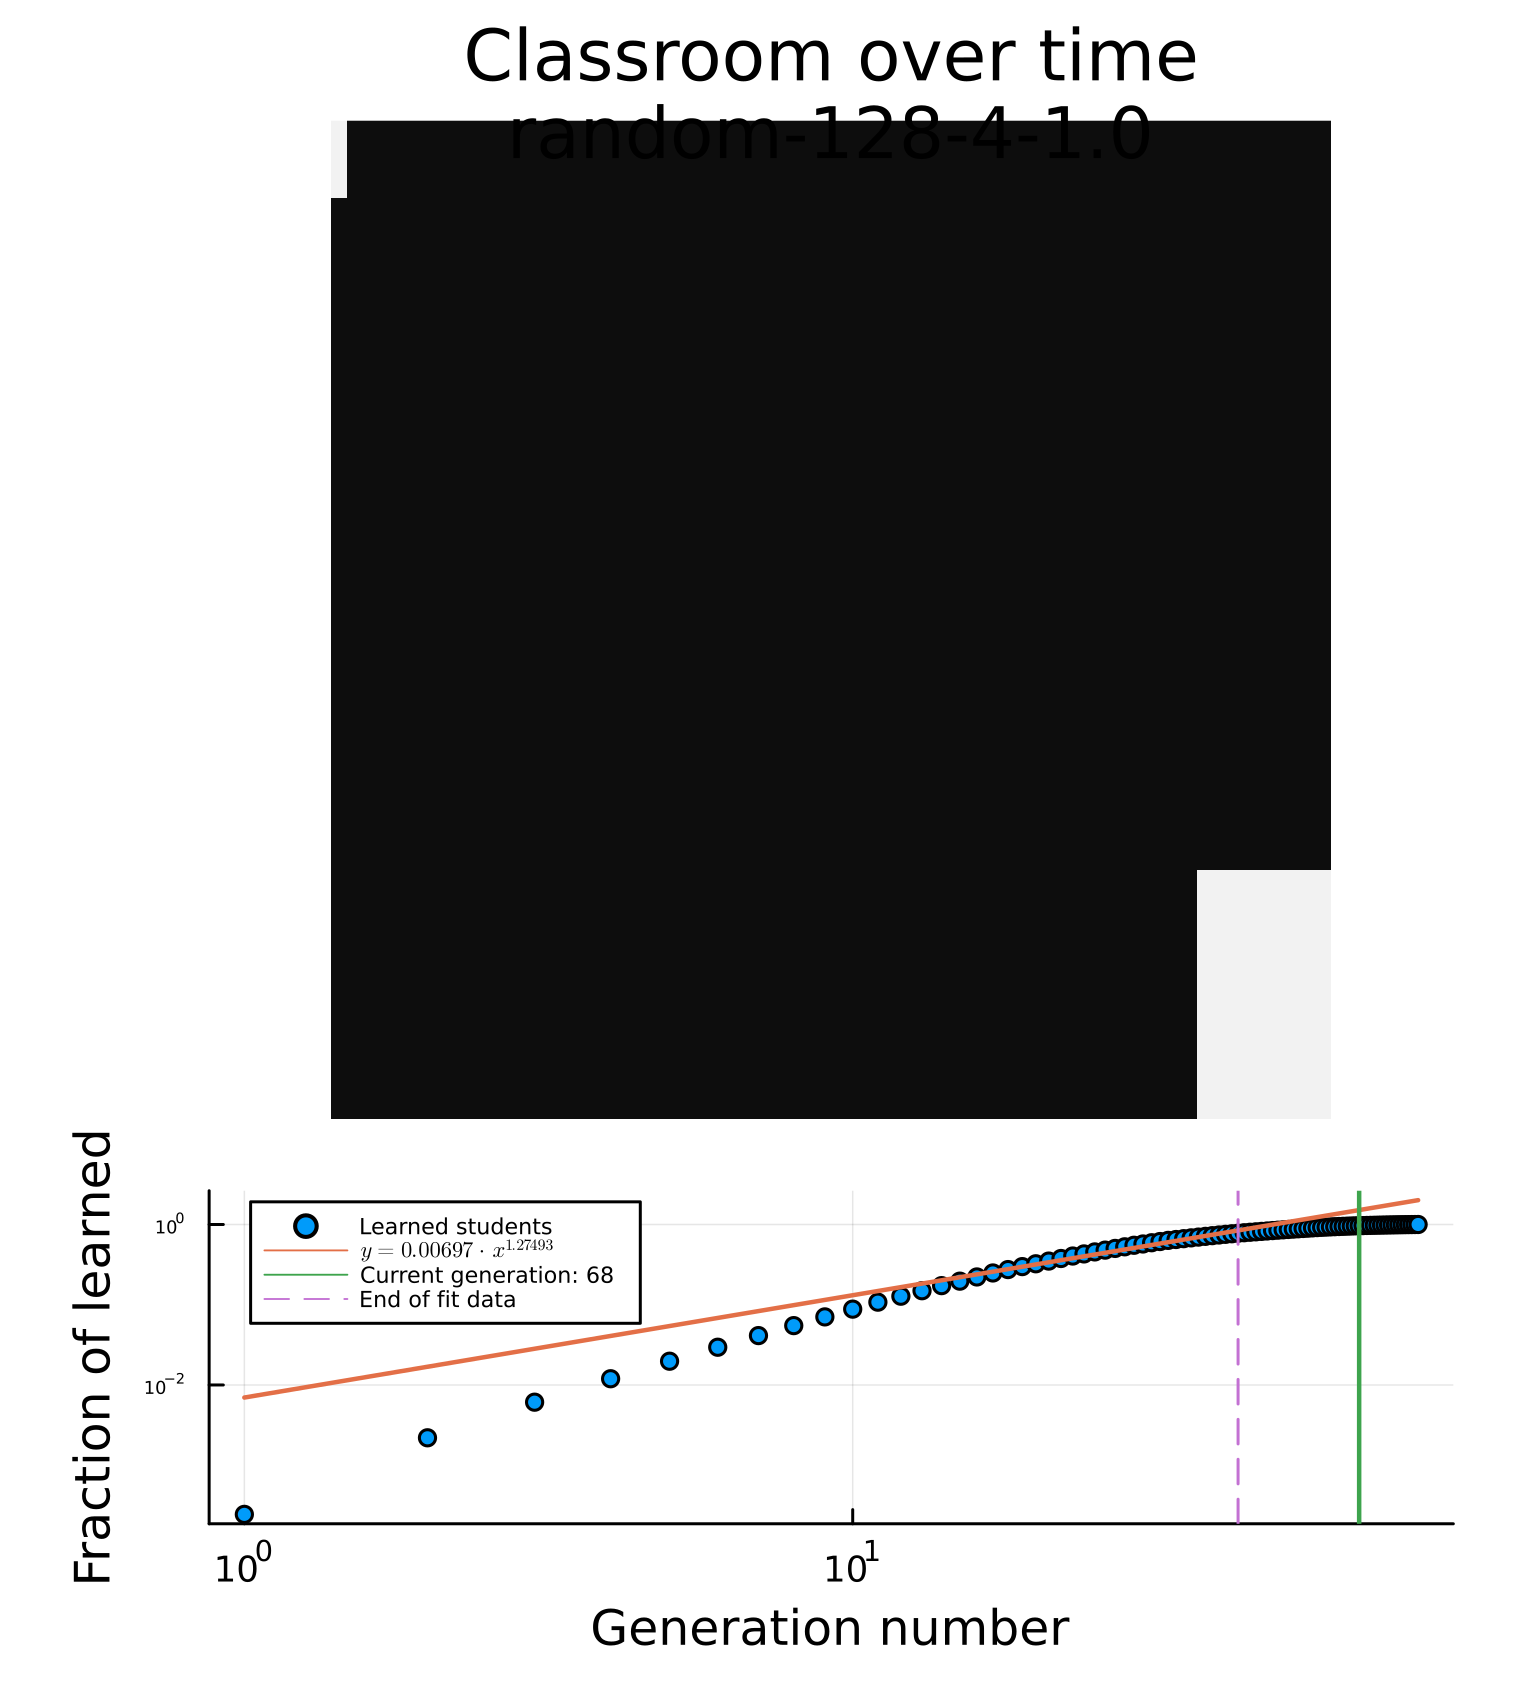 Classroom over time
random-128-4-1.0
Fraction of learned
10⁰
10⁻²
Learned students
y = 0.00697 · x^1.27493
Current generation: 68
End of fit data
10⁰
10¹
Generation number